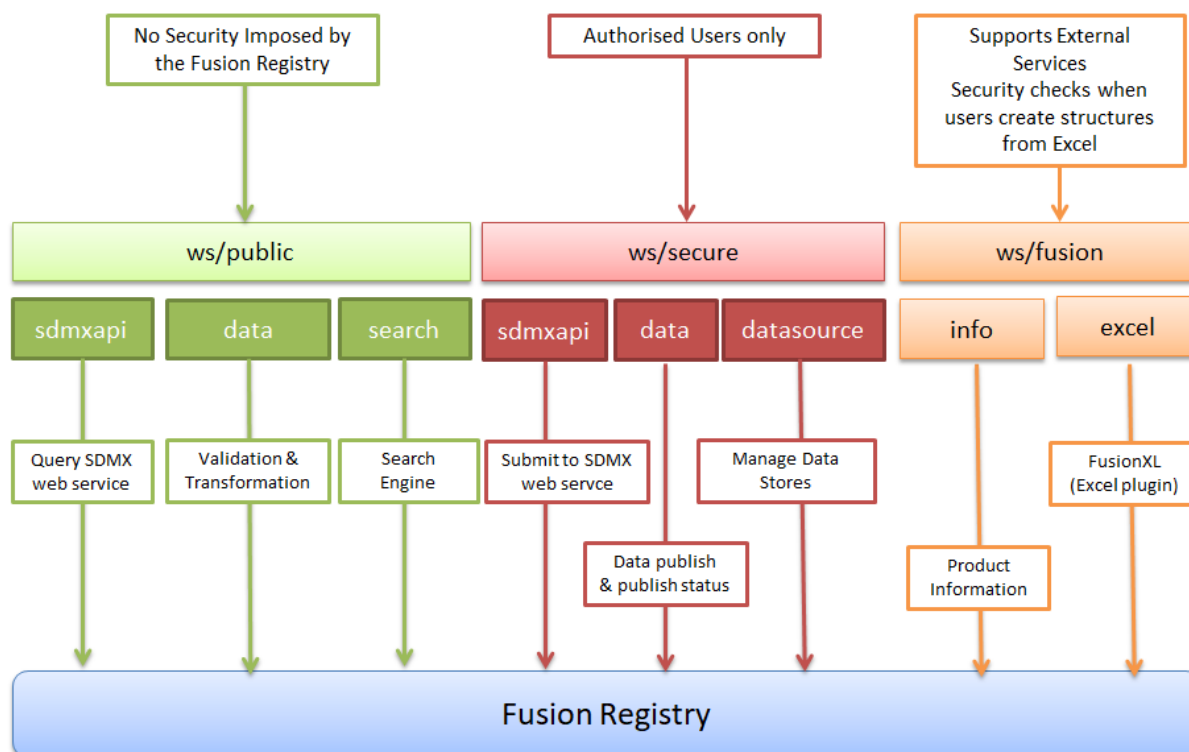 No Security Imposed by
the Fusion Registry
Authorised Users only
Supports External
Services
Security checks when
users create structures
from Excel
ws/public
ws/secure
ws/fusion
sdmxapi
data
search
sdmxapi
data
datasource
info
excel
Query SDMX
web service
Validation &
Transformation
Search
Engine
Submit to SDMX
web servce
Manage Data
Stores
FusionXL
(Excel plugin)
Data publish
& publish status
Product
Information
Fusion Registry